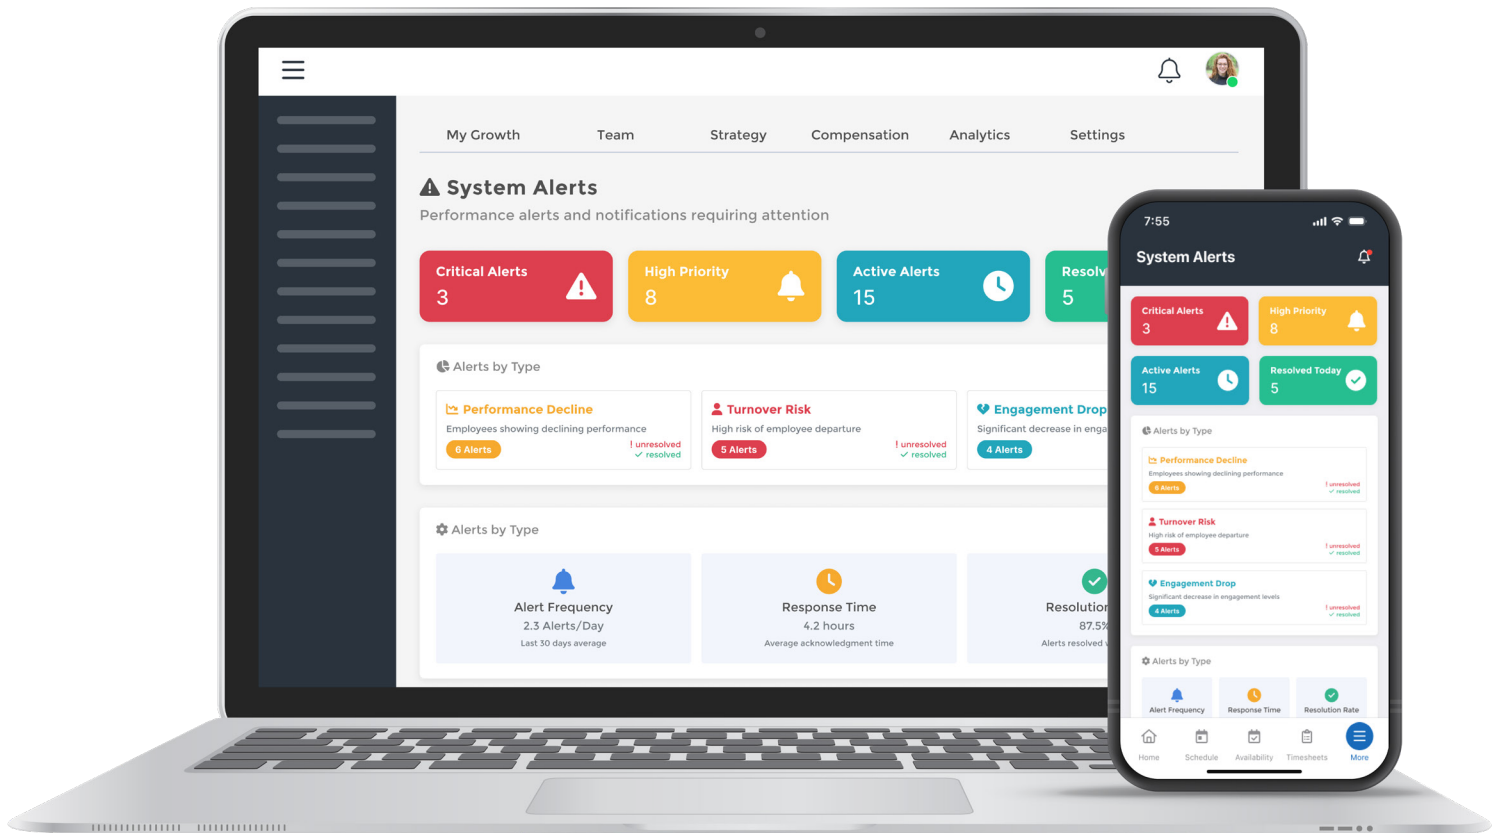 My Growth Team Strategy Compensation Analytics Settings
System Alerts
Performance alerts and notifications requiring attention
Critical Alerts
3
High Priority
8
Active Alerts
15
Resolv
5
Alerts by Type
Performance Decline
Employees showing declining performance
6 Alerts
! unresolved
✓ resolved
Turnover Risk
High risk of employee departure
5 Alerts
! unresolved
✓ resolved
Engagement Drop
Significant decrease in enga
4 Alerts
Alerts by Type
Alert Frequency
2.3 Alerts/Day
Last 30 days average
Response Time
4.2 hours
Average acknowledgment time
Resolution
87.5%
Alerts resolved
7:55
System Alerts
Critical Alerts
3
High Priority
8
Active Alerts
15
Resolved Today
5
Alerts by Type
Performance Decline
Employees showing declining performance
6 Alerts
! unresolved
✓ resolved
Turnover Risk
High risk of employee departure
5 Alerts
! unresolved
✓ resolved
Engagement Drop
Significant decrease in engagement levels
4 Alerts
! unresolved
✓ resolved
Alerts by Type
Alert Frequency
Response Time
Resolution Rate
Home Schedule Availability Timesheets More